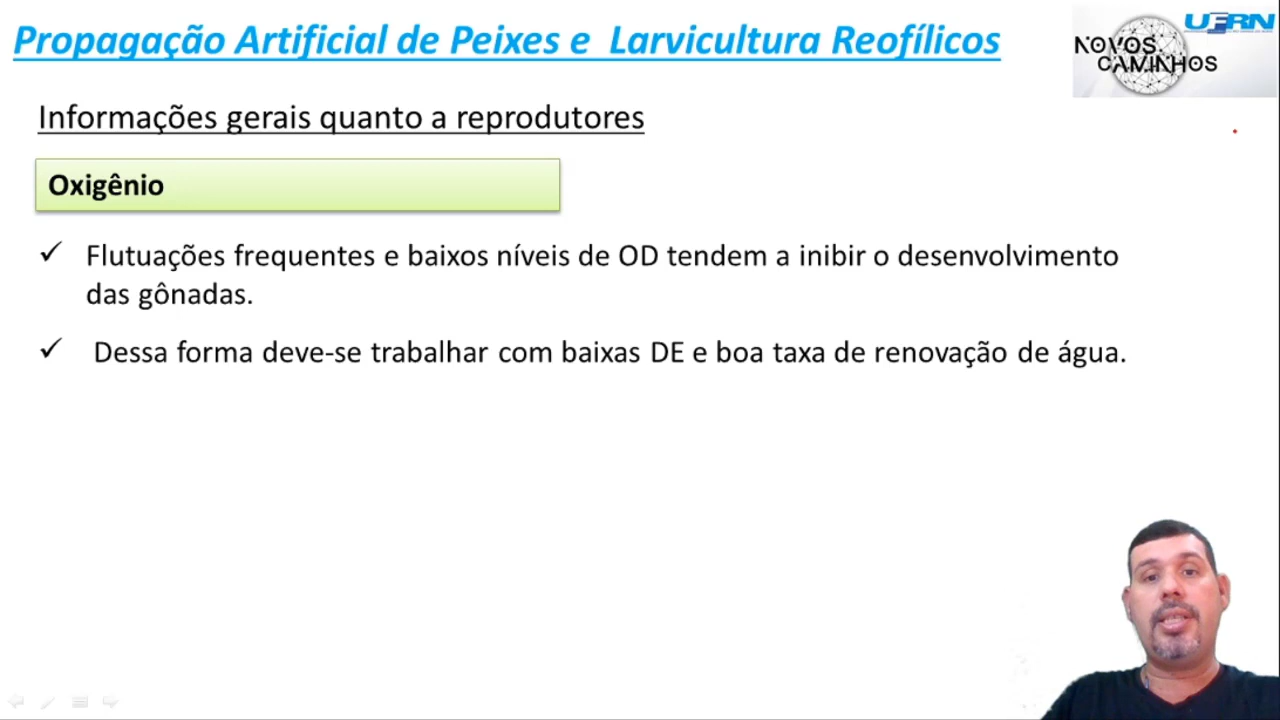 Propagação Artificial de Peixes e Larvicultura Reofílicos
UFRN
NOVOS
CAMINHOS
Informações gerais quanto a reprodutores
Oxigênio
✓ Flutuações frequentes e baixos níveis de OD tendem a inibir o desenvolvimento
das gônadas.
✓ Dessa forma deve-se trabalhar com baixas DE e boa taxa de renovação de água.